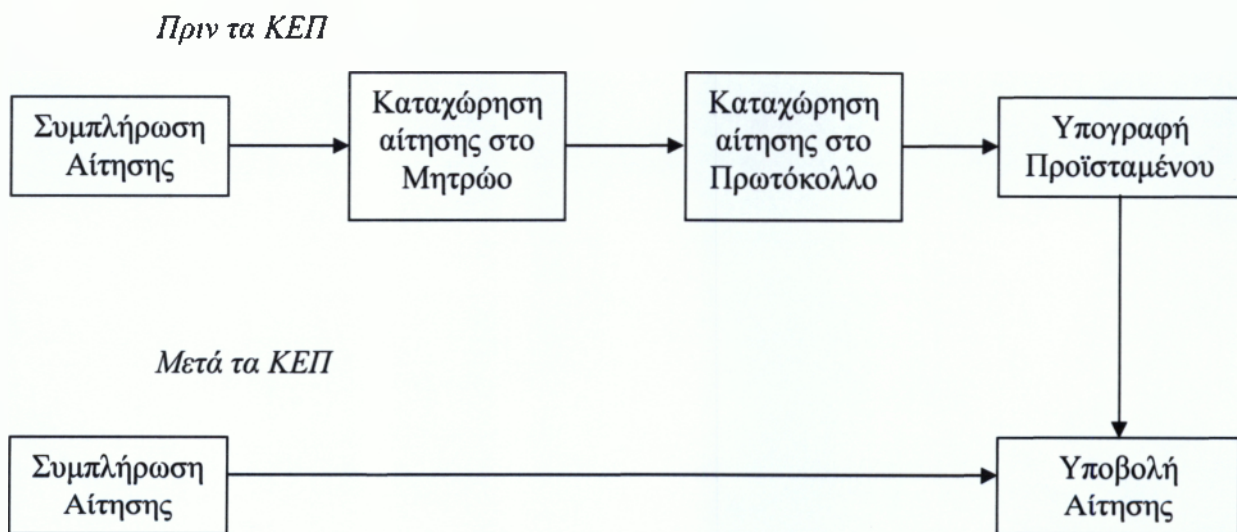 Πριν τα ΚΕΠ
Συμπλήρωση
Αίτησης
Καταχώρηση
αίτησης στο
Μητρώο
Καταχώρηση
αίτησης στο
Πρωτόκολλο
Υπογραφή
Προϊσταμένου
Μετά τα ΚΕΠ
Συμπλήρωση
Αίτησης
Υποβολή
Αίτησης